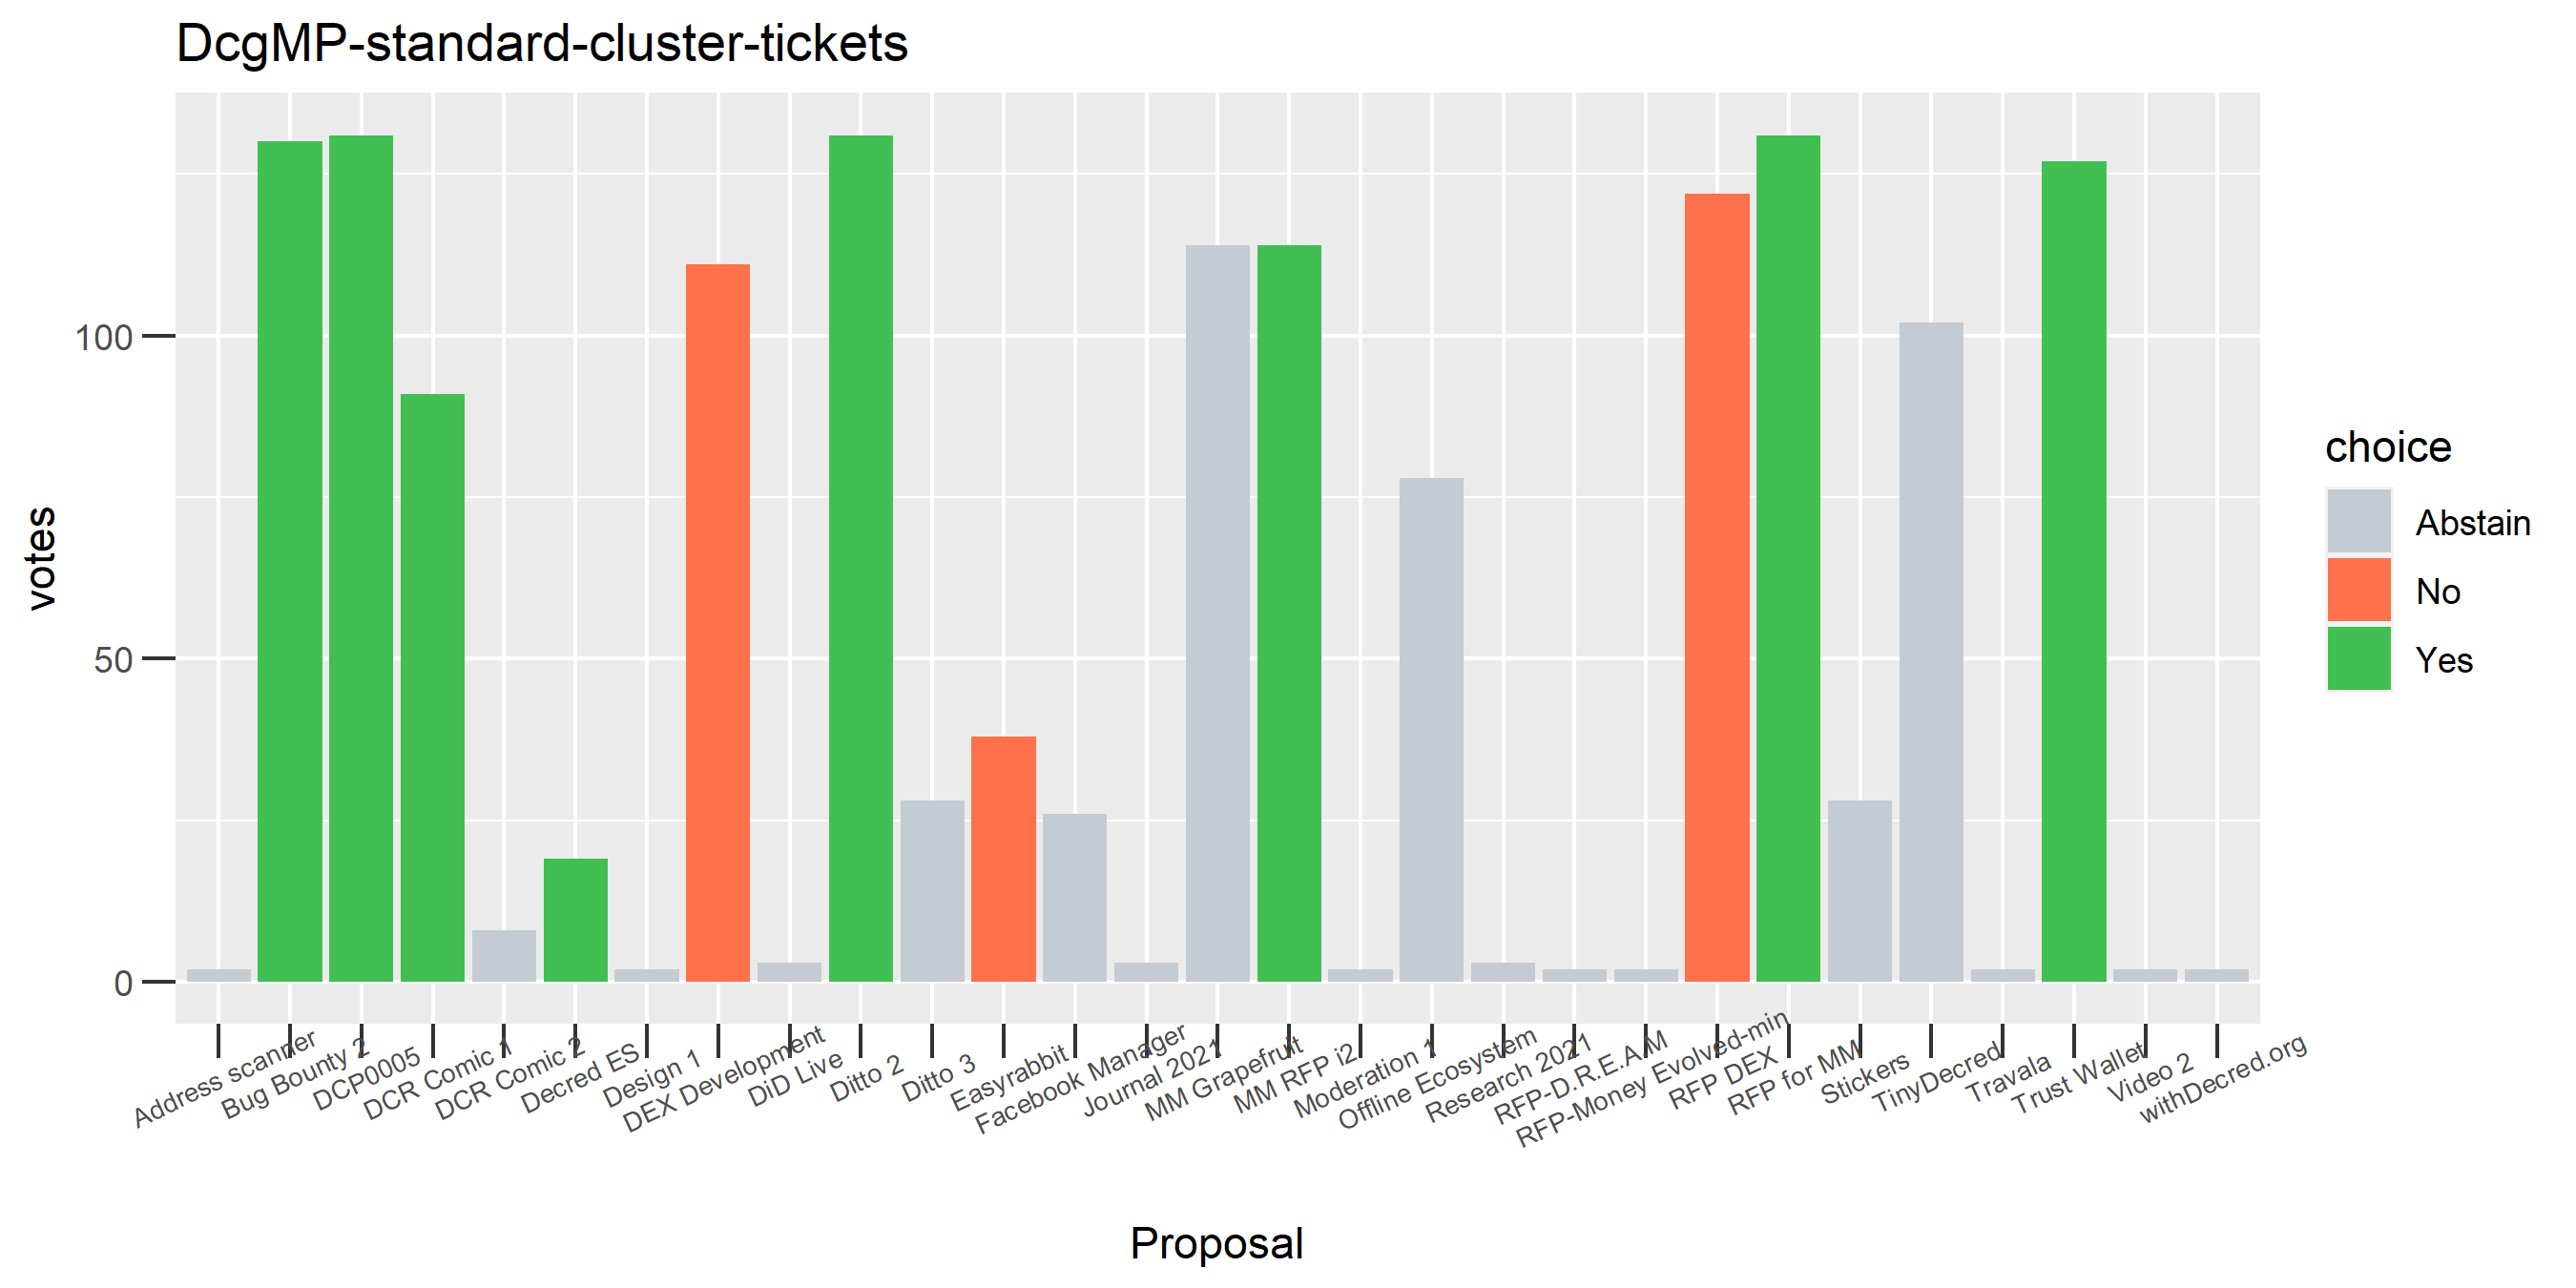 DcgMP-standard-cluster-tickets
votes
100
50
0
Address scanner
Bug Bounty 2
DCP0005
DCR Comic 1
DCR Comic 2
Decred ES
Design 1
DEX Development
DiD Live
Ditto 2
Ditto 3
Easyrabbit
Facebook Manager
Journal 2021
MM Grapefruit
MM RFP i2
Moderation 1
Offline Ecosystem
Research 2021
RFP-D.R.E.A.M
RFP-Money Evolved-min
RFP DEX
RFP for MM
Stickers
TinyDecred
Travala
Trust Wallet
Video 2
withDecred.org
Proposal
choice
Abstain
No
Yes